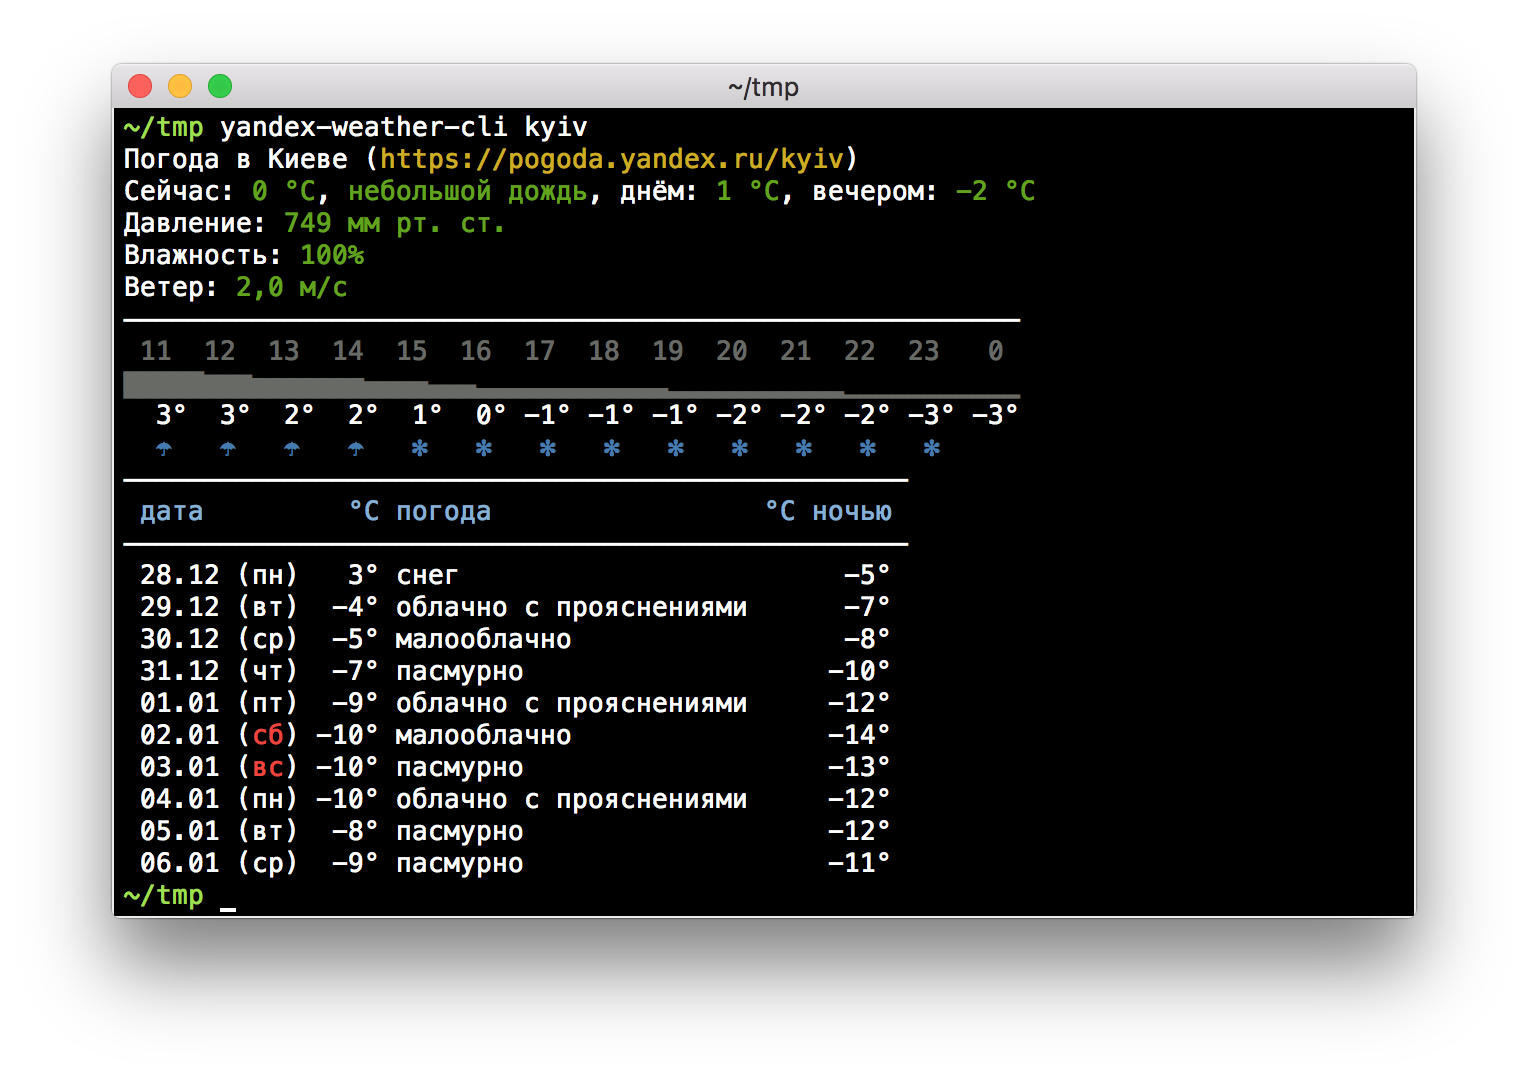 ~/tmp
~/tmp yandex-weather-cli kyiv
Погода в Киеве (https://pogoda.yandex.ru/kyiv)
Сейчас: 0 °C, небольшой дождь, днём: 1 °C, вечером: −2 °C
Давление: 749 мм рт. ст.
Влажность: 100%
Ветер: 2,0 м/с
11 12 13 14 15 16 17 18 19 20 21 22 23 0
3° 3° 2° 2° 1° 0° −1° −1° −1° −2° −2° −2° −3° −3°
☂ ☂ ☂ ☂ ✻ ✻ ✻ ✻ ✻ ✻ ✻ ✻ ✻
дата °C погода °C ночью
28.12 (пн) 3° снег −5°
29.12 (вт) −4° облачно с прояснениями −7°
30.12 (ср) −5° малооблачно −8°
31.12 (чт) −7° пасмурно −10°
01.01 (пт) −9° облачно с прояснениями −12°
02.01 (сб) −10° малооблачно −14°
03.01 (вс) −10° пасмурно −13°
04.01 (пн) −10° облачно с прояснениями −12°
05.01 (вт) −8° пасмурно −12°
06.01 (ср) −9° пасмурно −11°
~/tmp _